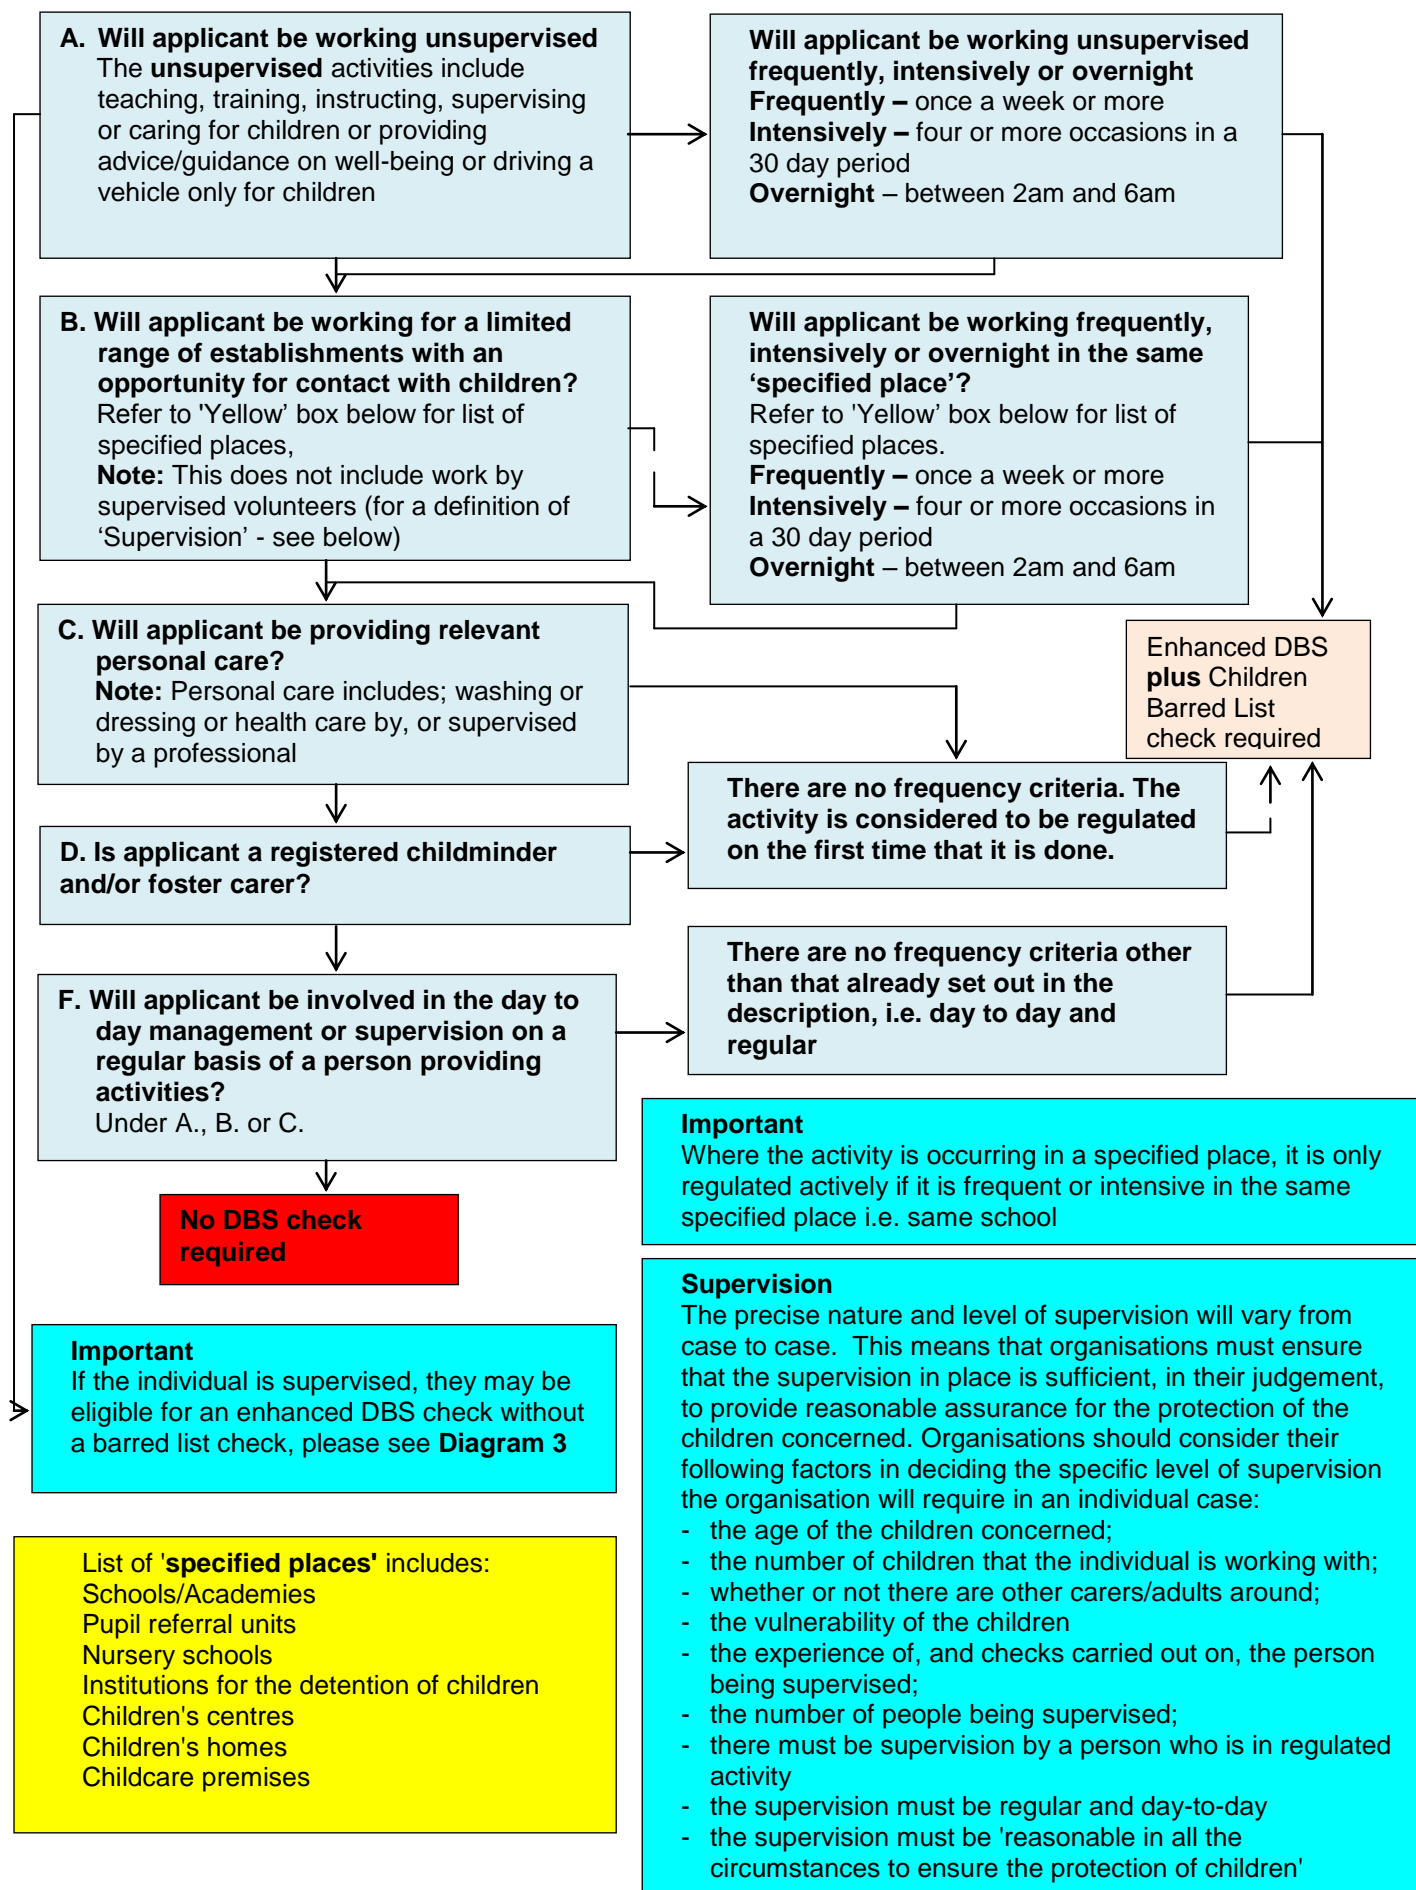 A. Will applicant be working unsupervised
The unsupervised activities include
teaching, training, instructing, supervising
or caring for children or providing
advice/guidance on well-being or driving a
vehicle only for children
Will applicant be working unsupervised
frequently, intensively or overnight
Frequently – once a week or more
Intensively – four or more occasions in a
30 day period
Overnight – between 2am and 6am
B. Will applicant be working for a limited
range of establishments with an
opportunity for contact with children?
Refer to 'Yellow’ box below for list of
specified places,
Note: This does not include work by
supervised volunteers (for a definition of
‘Supervision’ - see below)
Will applicant be working frequently,
intensively or overnight in the same
‘specified place’?
Refer to 'Yellow’ box below for list of
specified places.
Frequently – once a week or more
Intensively – four or more occasions in
a 30 day period
Overnight – between 2am and 6am
C. Will applicant be providing relevant
personal care?
Note: Personal care includes; washing or
dressing or health care by, or supervised
by a professional
Enhanced DBS
plus Children
Barred List
check required
There are no frequency criteria. The
activity is considered to be regulated
on the first time that it is done.
D. Is applicant a registered childminder
and/or foster carer?
There are no frequency criteria other
than that already set out in the
description, i.e. day to day and
regular
F. Will applicant be involved in the day to
day management or supervision on a
regular basis of a person providing
activities?
Under A., B. or C.
No DBS check
required
Important
Where the activity is occurring in a specified place, it is only
regulated actively if it is frequent or intensive in the same
specified place i.e. same school
Important
If the individual is supervised, they may be
eligible for an enhanced DBS check without
a barred list check, please see Diagram 3
Supervision
The precise nature and level of supervision will vary from
case to case.  This means that organisations must ensure
that the supervision in place is sufficient, in their judgement,
to provide reasonable assurance for the protection of the
children concerned. Organisations should consider their
following factors in deciding the specific level of supervision
the organisation will require in an individual case:
- the age of the children concerned;
- the number of children that the individual is working with;
- whether or not there are other carers/adults around;
- the vulnerability of the children
- the experience of, and checks carried out on, the person
being supervised;
- the number of people being supervised;
- there must be supervision by a person who is in regulated
activity
- the supervision must be regular and day-to-day
- the supervision must be 'reasonable in all the
circumstances to ensure the protection of children'
List of 'specified places' includes:
Schools/Academies
Pupil referral units
Nursery schools
Institutions for the detention of children
Children's centres
Children's homes
Childcare premises